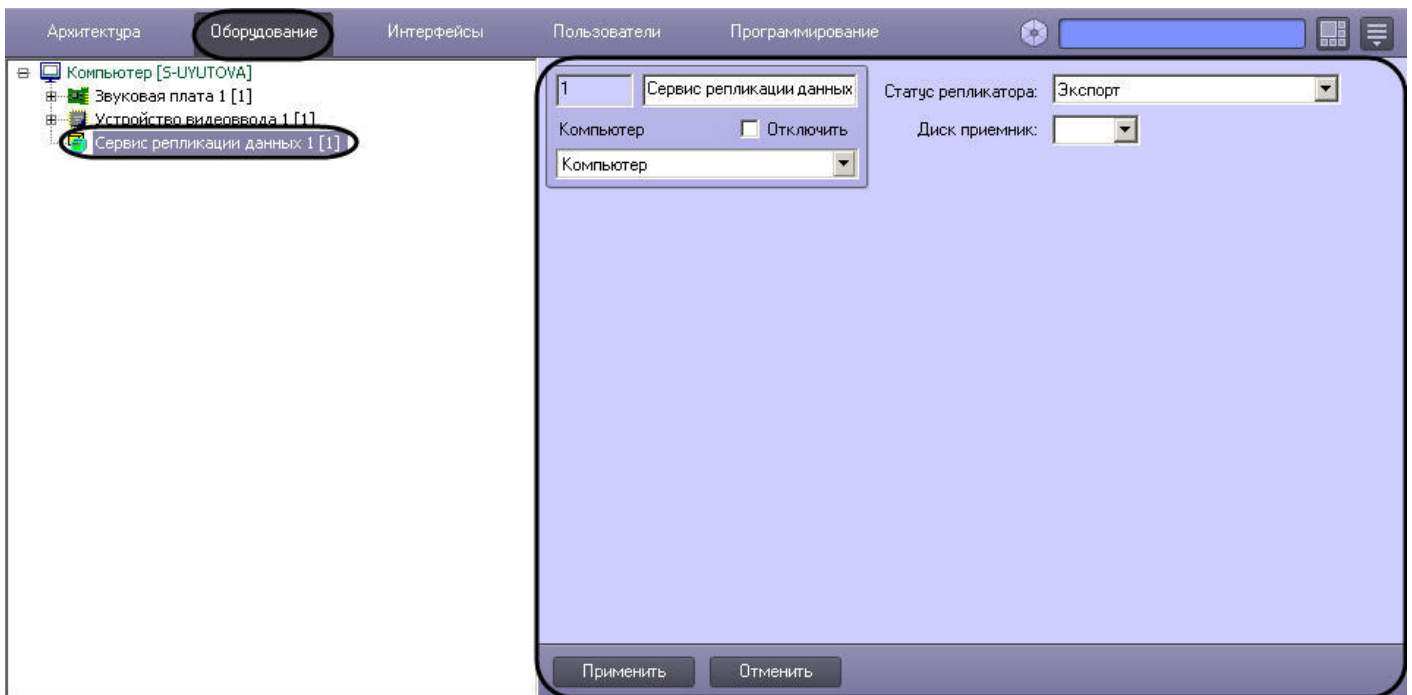 Архитектура Оборудование Интерфейсы Пользователи Программирование
Компьютер [S-UYUTOVA]
Звуковая плата 1 [1]
Устройство видеоввода 1 [1]
Сервис репликации данных 1 [1]
1 Сервис репликации данных
Компьютер Отключить
Компьютер
Статус репликатора: Экспорт
Диск приемник:
Применить Отменить